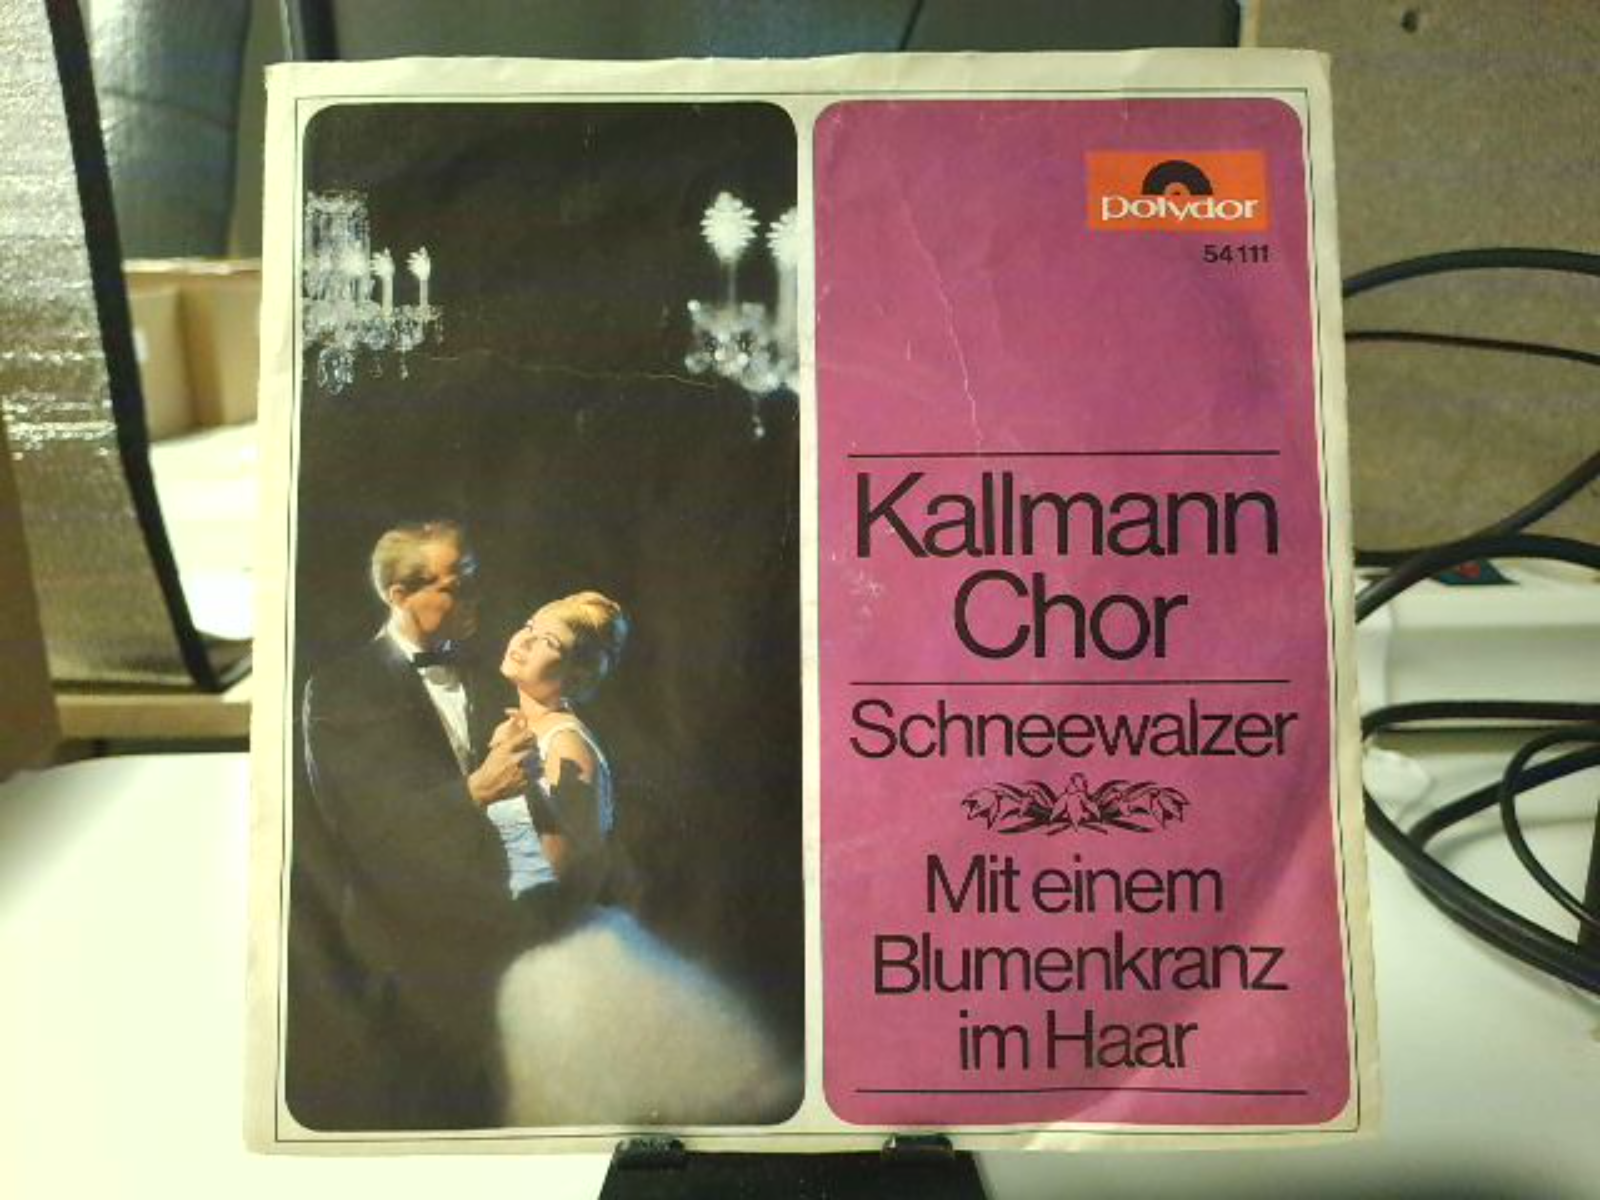 polydor
54 111
Kallmann
Chor
Schneewalzer
Mit einem
Blumenkranz
im Haar